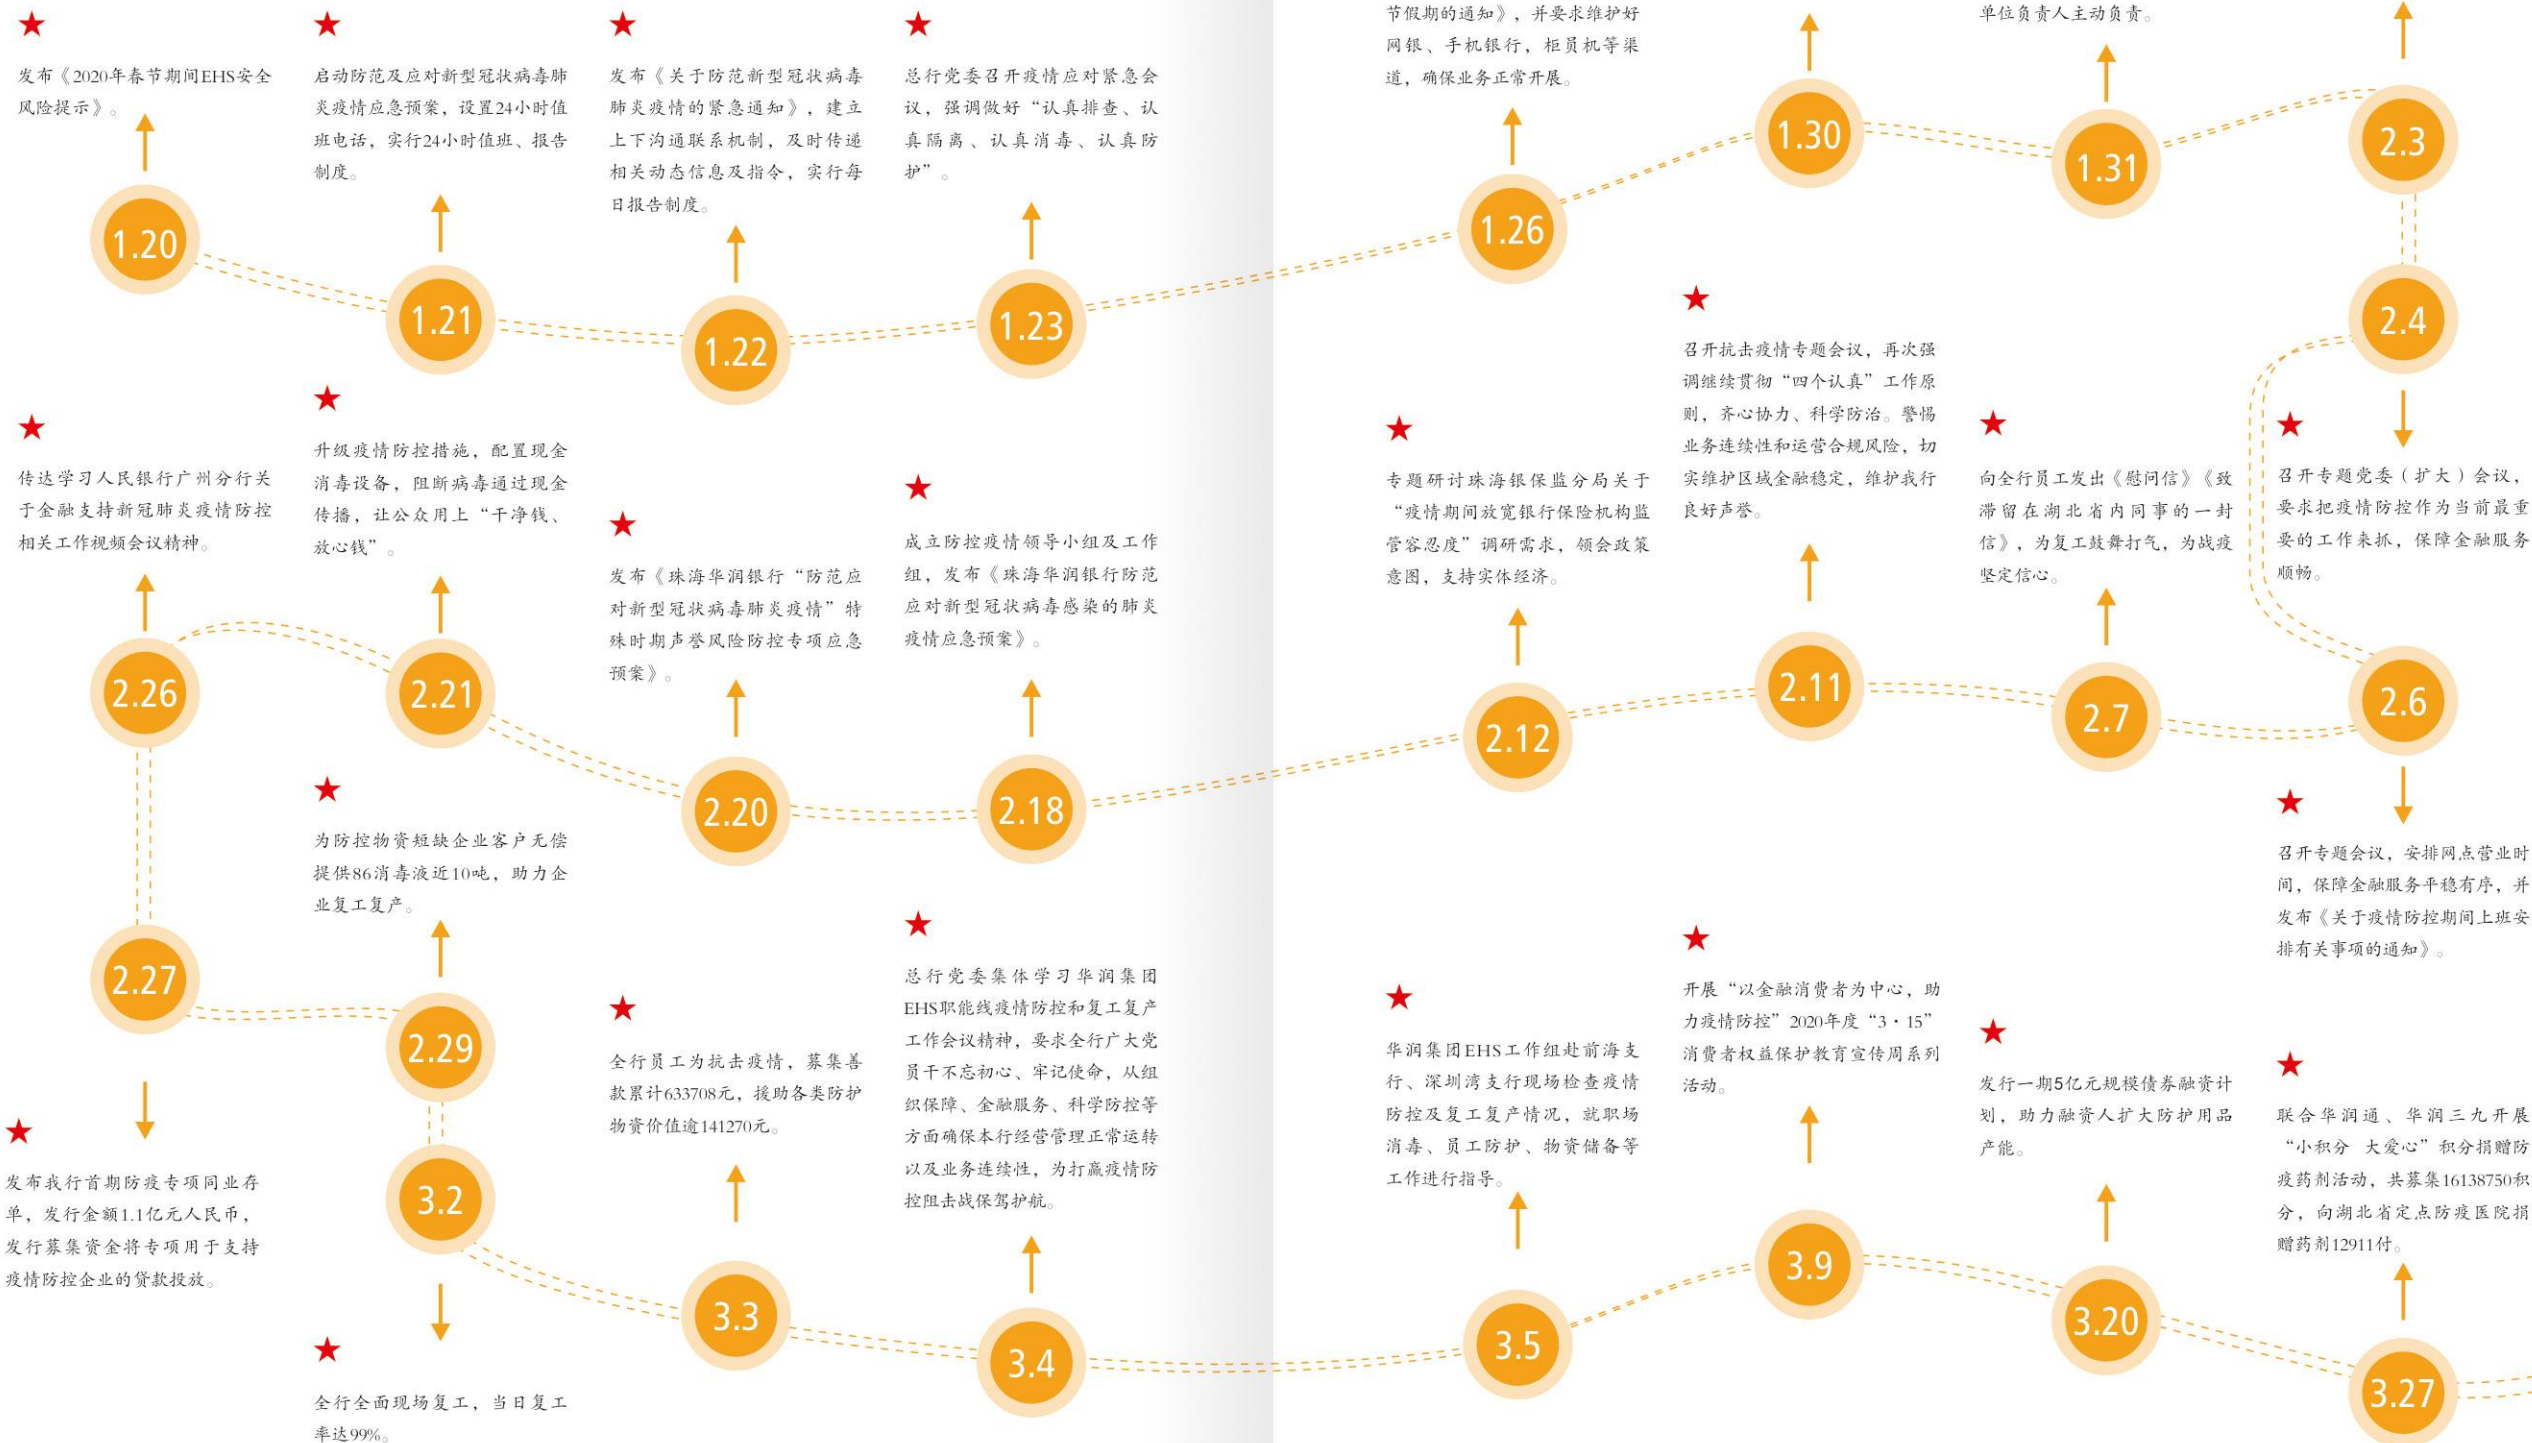 发布《2020年春节期间EHS安全
风险提示》。
1.20
启动防范及应对新型冠状病毒肺
炎疫情应急预案，设置24小时值
班电话，实行24小时值班、报告
制度。
1.21
发布《关于防范新型冠状病毒
肺炎疫情的紧急通知》，建立
上下沟通联系机制，及时传递
相关动态信息及指令，实行每
日报告制度。
1.22
总行党委召开疫情应对紧急会
议，强调做好“认真排查、认
真隔离、认真消毒、认真防
护”。
1.23
节假期的通知》，并要求维护好
网银、手机银行，柜员机等渠
道，确保业务正常开展。
1.26
1.30
单位负责人主动负责。
1.31
2.3
2.4
召开专题党委（扩大）会议，
要求把疫情防控作为当前最重
要的工作来抓，保障金融服务
顺畅。
2.6
召开专题会议，安排网点营业时
间，保障金融服务平稳有序，并
发布《关于疫情防控期间上班安
排有关事项的通知》。
向全行员工发出《慰问信》《致
滞留在湖北省内同事的一封
信》，为复工鼓舞打气，为战疫
坚定信心。
2.7
召开抗击疫情专题会议，再次强
调继续贯彻“四个认真”工作原
则，齐心协力、科学防治。警惕
业务连续性和运营合规风险，切
实维护区域金融稳定，维护我行
良好声誉。
2.11
专题研讨珠海银保监分局关于
“疫情期间放宽银行保险机构监
管容忍度”调研需求，领会政策
意图，支持实体经济。
2.12
成立防控疫情领导小组及工作
组，发布《珠海华润银行防范
应对新型冠状病毒感染的肺炎
疫情应急预案》。
2.18
发布《珠海华润银行“防范应
对新型冠状病毒肺炎疫情”特
殊时期声誉风险防控专项应急
预案》。
2.20
升级疫情防控措施，配置现金
消毒设备，阻断病毒通过现金
传播，让公众用上“干净钱、
放心钱”。
2.21
传达学习人民银行广州分行关
于金融支持新冠肺炎疫情防控
相关工作视频会议精神。
2.26
2.27
发布我行首期防疫专项同业存
单，发行金额1.1亿元人民币，
发行募集资金将专项用于支持
疫情防控企业的贷款投放。
为防控物资短缺企业客户无偿
提供86消毒液近10吨，助力企
业复工复产。
2.29
3.2
全行全面现场复工，当日复工
率达99%。
全行员工为抗击疫情，募集善
款累计633708元，援助各类防护
物资价值逾141270元。
3.3
总行党委集体学习华润集团
EHS职能线疫情防控和复工复产
工作会议精神，要求全行广大党
员干不忘初心、牢记使命，从组
织保障、金融服务、科学防控等
方面确保本行经营管理正常运转
以及业务连续性，为打赢疫情防
控阻击战保驾护航。
3.4
华润集团EHS工作组赴前海支
行、深圳湾支行现场检查疫情
防控及复工复产情况，就职场
消毒、员工防护、物资储备等
工作进行指导。
3.5
开展“以金融消费者为中心，助
力疫情防控”2020年度“3·15”
消费者权益保护教育宣传周系列
活动。
3.9
发行一期5亿元规模债券融资计
划，助力融资人扩大防护用品
产能。
3.20
联合华润通、华润三九开展
“小积分 大爱心”积分捐赠防
疫药剂活动，共募集16138750积
分，向湖北省定点防疫医院捐
赠药剂12911付。
3.27